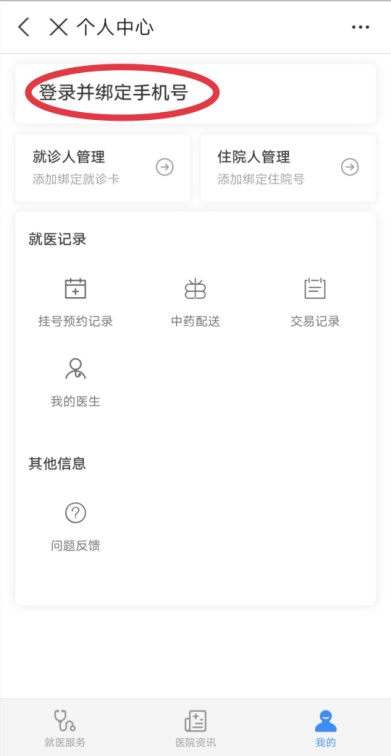 个人中心
登录并绑定手机号
就诊人管理
添加绑定就诊卡
住院人管理
添加绑定住院号
就医记录
挂号预约记录
中药配送
交易记录
我的医生
其他信息
问题反馈
就医服务
医院资讯
我的